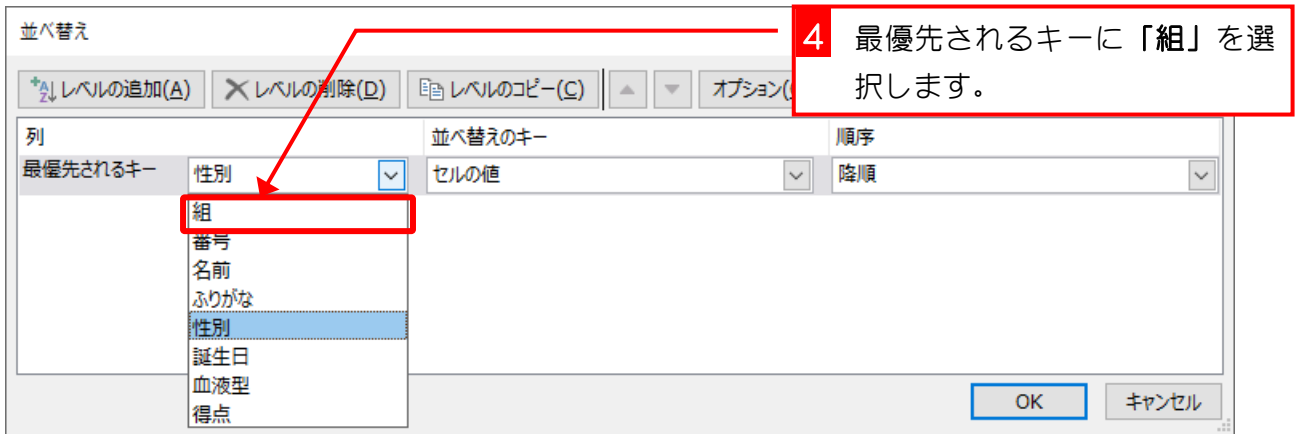 並べ替え
4 最優先されるキーに「組」を選
択します。
レベルの追加(A) レベルの削除(D) レベルのコピー(C) オプション(
列 並べ替えのキー 順序
最優先されるキー 性別 セルの値 降順
組
番号
名前
ふりがな
性別
誕生日
血液型
得点
OK キャンセル